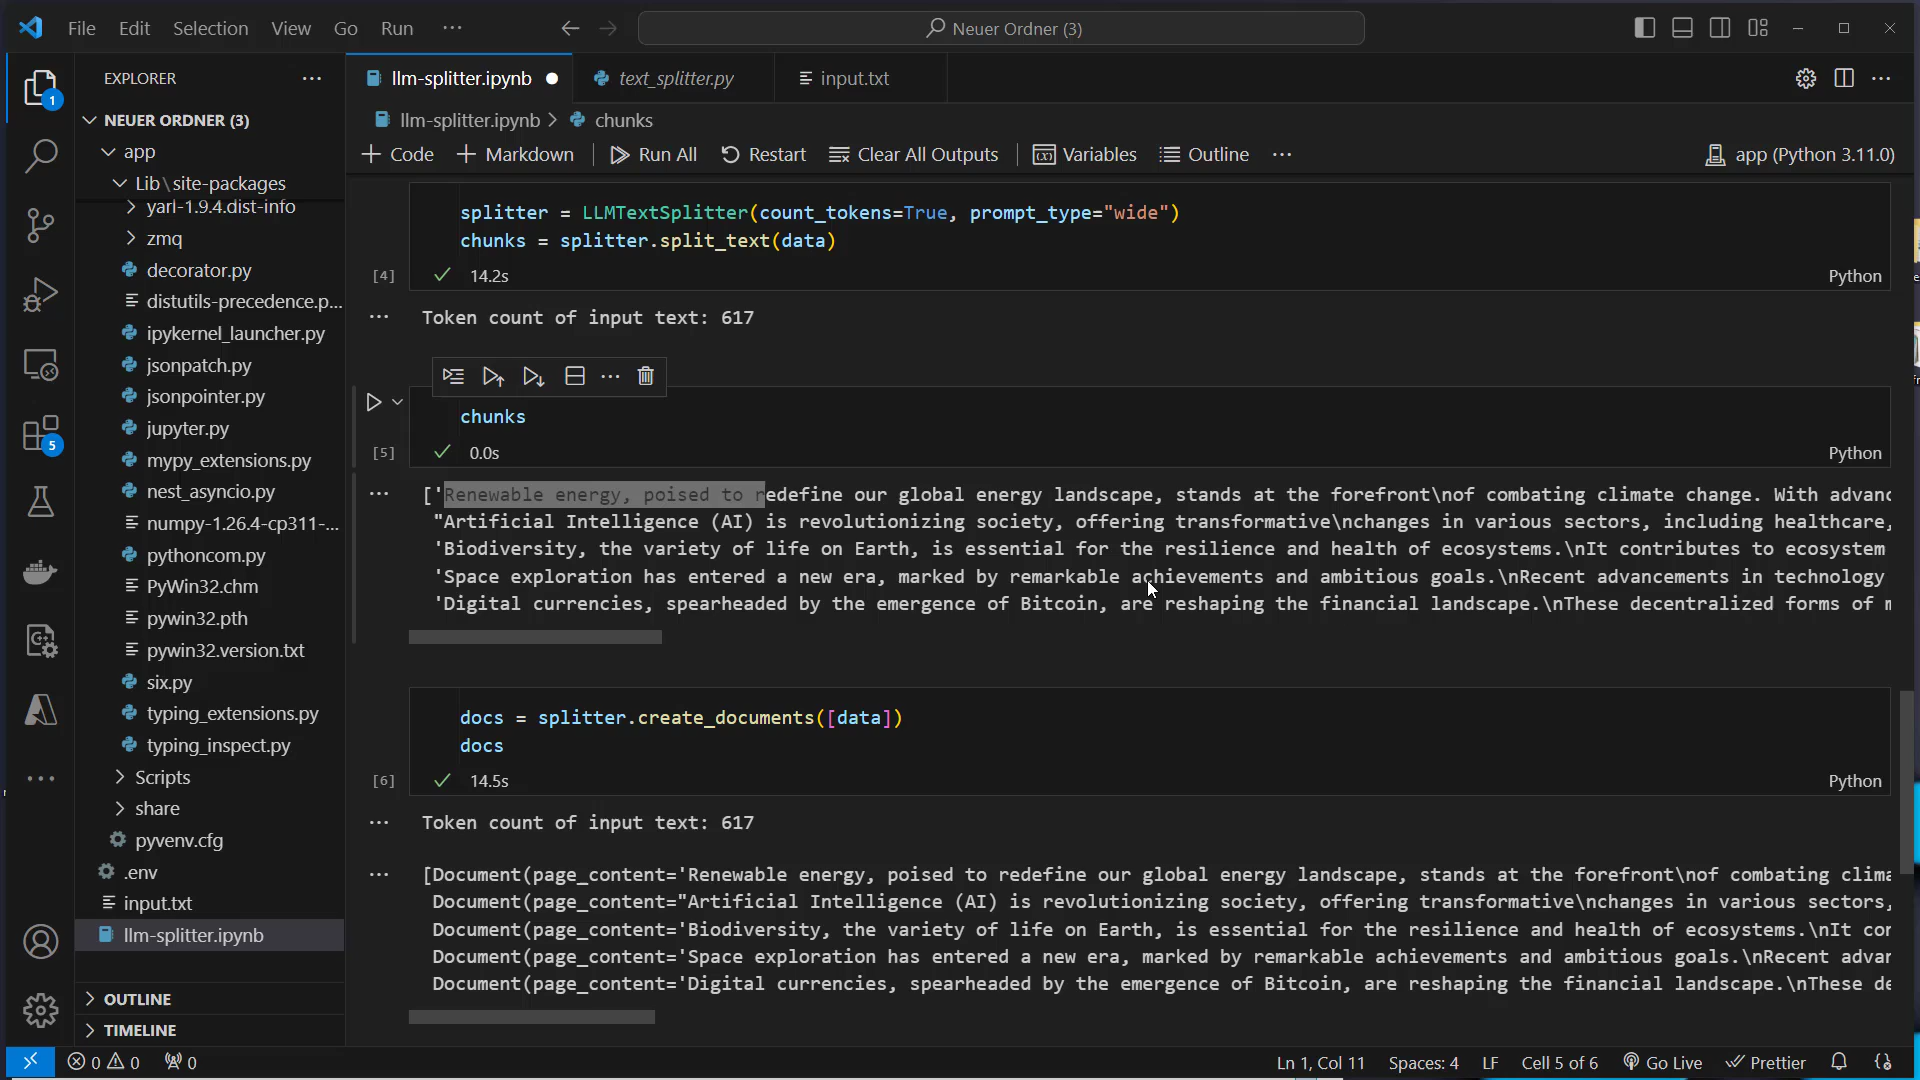 File Edit Selection View Go Run ··· Neuer Ordner (3)
EXPLORER ···
llm-splitter.ipynb text_splitter.py input.txt
NEUER ORDNER (3)
llm-splitter.ipynb > chunks
app
Code Markdown Run All Restart Clear All Outputs Variables Outline ··· app (Python 3.11.0)
Lib\site-packages
yarl-1.9.4.dist-info
zmq
decorator.py
distutils-precedence.p...
ipykernel_launcher.py
jsonpatch.py
jsonpointer.py
jupyter.py
mypy_extensions.py
nest_asyncio.py
numpy-1.26.4-cp311-...
pythoncom.py
PyWin32.chm
pywin32.pth
pywin32.version.txt
six.py
typing_extensions.py
typing_inspect.py
Scripts
share
pyvenv.cfg
.env
input.txt
llm-splitter.ipynb
OUTLINE
TIMELINE
splitter = LLMTextSplitter(count_tokens=True, prompt_type="wide")
chunks = splitter.split_text(data)
[4] 14.2s Python
Token count of input text: 617
chunks
[5] 0.0s Python
['Renewable energy, poised to redefine our global energy landscape, stands at the forefront\nof combating climate change. With advanc
"Artificial Intelligence (AI) is revolutionizing society, offering transformative\nchanges in various sectors, including healthcare,
'Biodiversity, the variety of life on Earth, is essential for the resilience and health of ecosystems.\nIt contributes to ecosystem
'Space exploration has entered a new era, marked by remarkable achievements and ambitious goals.\nRecent advancements in technology
'Digital currencies, spearheaded by the emergence of Bitcoin, are reshaping the financial landscape.\nThese decentralized forms of m
docs = splitter.create_documents([data])
docs
[6] 14.5s Python
Token count of input text: 617
[Document(page_content='Renewable energy, poised to redefine our global energy landscape, stands at the forefront\nof combating clima
Document(page_content="Artificial Intelligence (AI) is revolutionizing society, offering transformative\nchanges in various sectors,
Document(page_content='Biodiversity, the variety of life on Earth, is essential for the resilience and health of ecosystems.\nIt con
Document(page_content='Space exploration has entered a new era, marked by remarkable achievements and ambitious goals.\nRecent advan
Document(page_content='Digital currencies, spearheaded by the emergence of Bitcoin, are reshaping the financial landscape.\nThese de
0 0 0 Ln 1, Col 11 Spaces: 4 LF Cell 5 of 6 Go Live Prettier